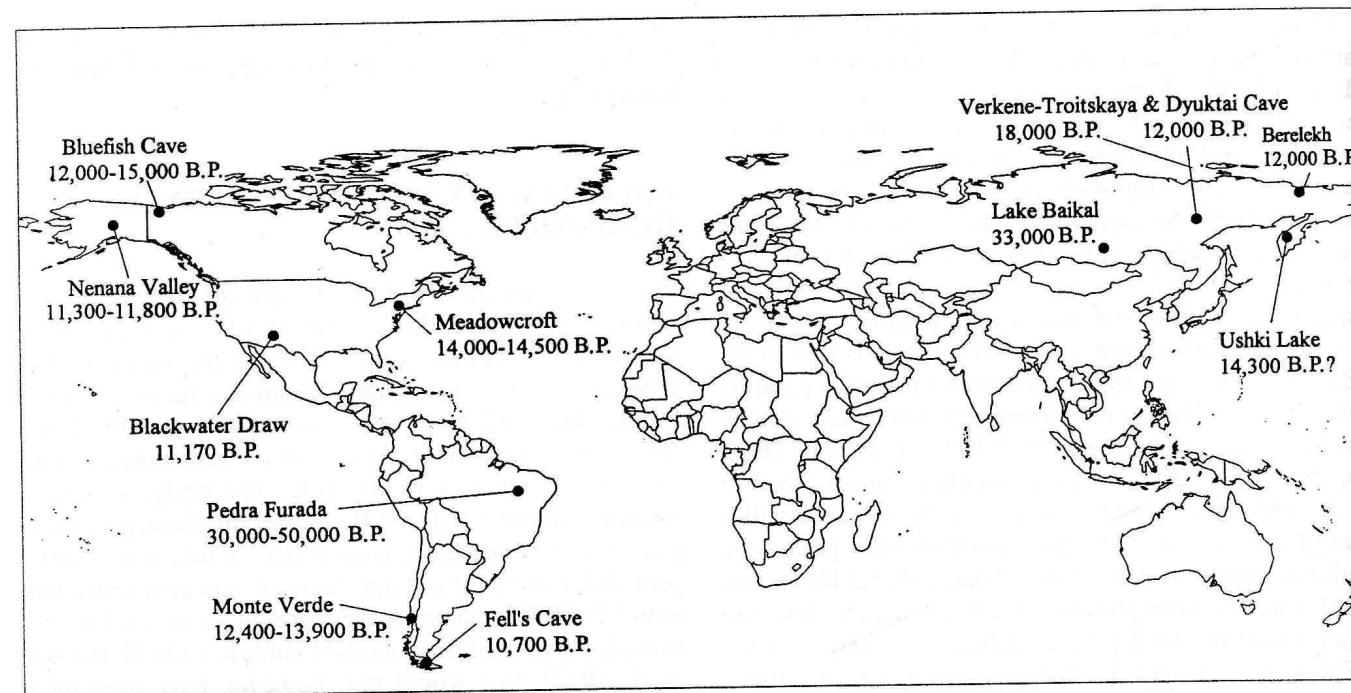 Verkene-Troitskaya & Dyuktai Cave
18,000 B.P. 12,000 B.P.
Berelekh
12,000 B.P
Bluefish Cave
12,000-15,000 B.P.
Lake Baikal
33,000 B.P.
Nenana Valley
11,300-11,800 B.P.
Meadowcroft
14,000-14,500 B.P.
Ushki Lake
14,300 B.P.?
Blackwater Draw
11,170 B.P.
Pedra Furada
30,000-50,000 B.P.
Monte Verde
12,400-13,900 B.P.
Fell's Cave
10,700 B.P.